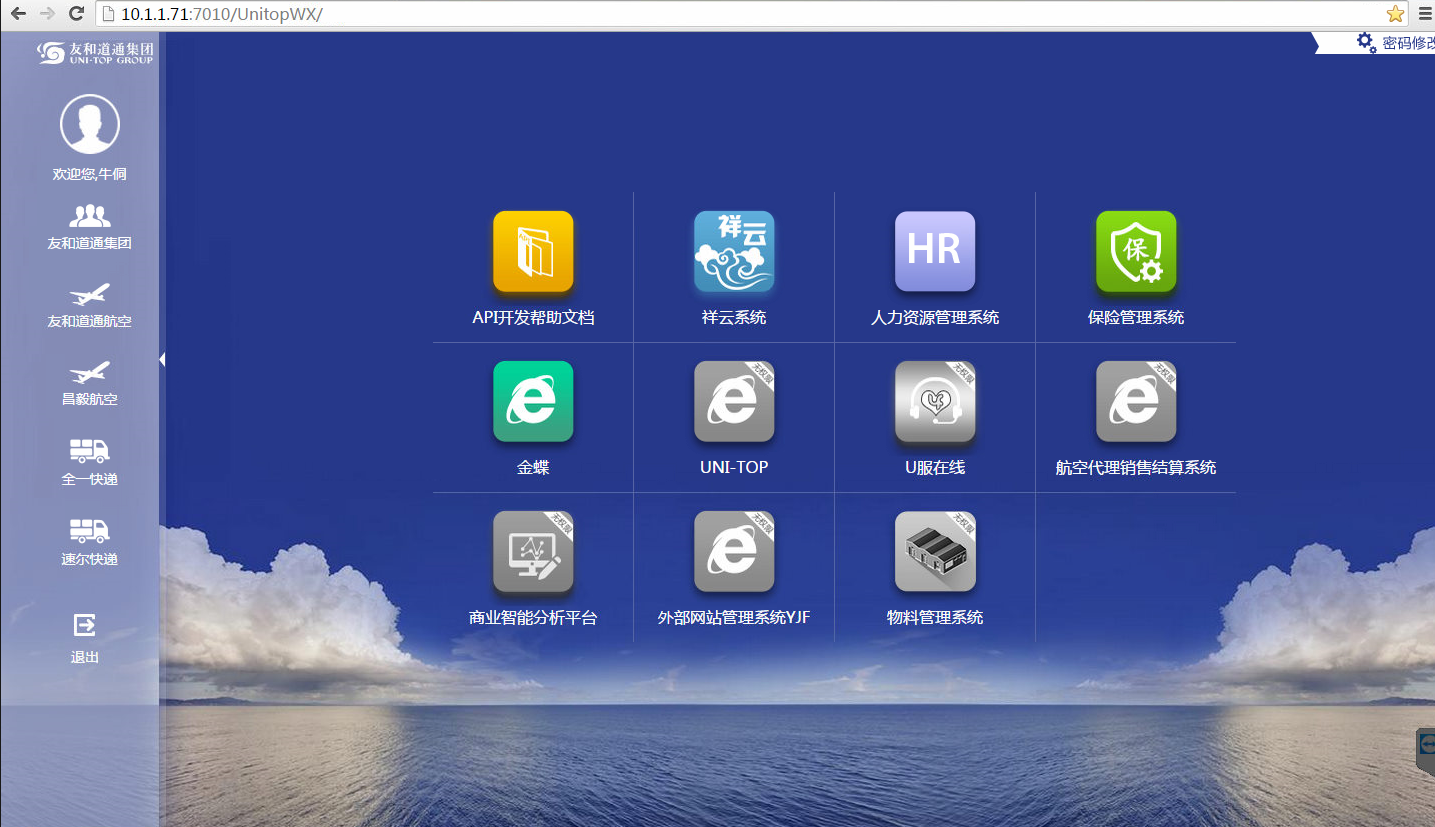 10.1.1.71:7010/UnitopWX/
密码修改
友和道通集团
UNI-TOP GROUP
欢迎您,牛侗
友和道通集团
友和道通航空
昌毅航空
全一快递
速尔快递
退出
祥云
HR
保
API开发帮助文档
祥云系统
人力资源管理系统
保险管理系统
无权限
无权限
无权限
金蝶
UNI-TOP
U服在线
航空代理销售结算系统
无权限
无权限
无权限
商业智能分析平台
外部网站管理系统YJF
物料管理系统